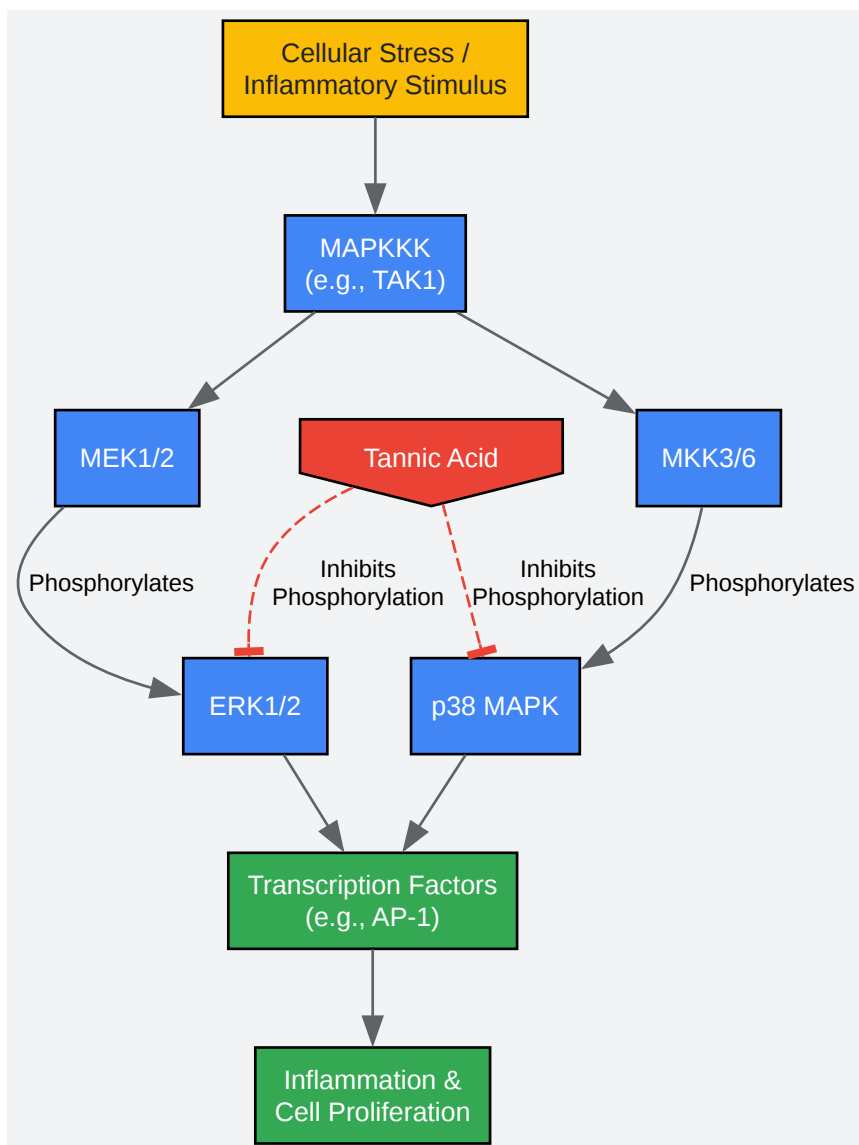 Cellular Stress /
Inflammatory Stimulus
MAPKKK
(e.g., TAK1)
MEK1/2
Tannic Acid
MKK3/6
Phosphorylates
Inhibits
Phosphorylation
Inhibits
Phosphorylation
Phosphorylates
ERK1/2
p38 MAPK
Transcription Factors
(e.g., AP-1)
Inflammation &
Cell Proliferation